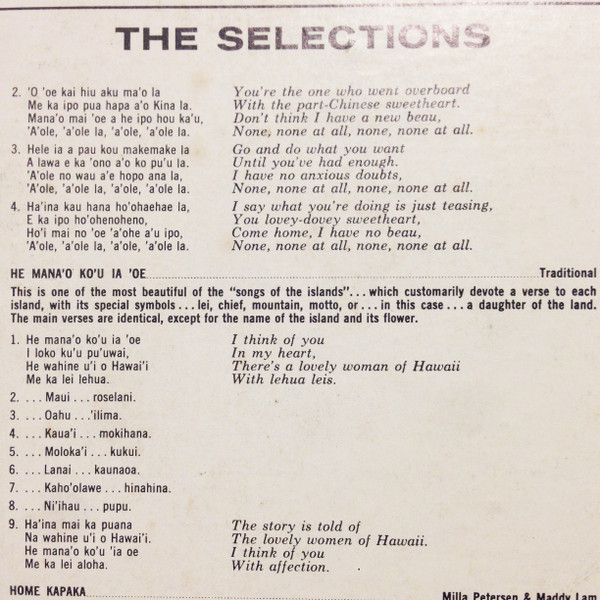 THE SELECTIONS
2. 'O 'oe kai hiu aku ma'o la You're the one who went overboard
Me ka ipo pua hapa a'o Kina la. With the part-Chinese sweetheart.
Mana'o mai 'oe a he ipo hou ka'u, Don't think I have a new beau,
'A'ole, 'a'ole la, 'a'ole, 'a'ole la. None, none at all, none, none at all.
3. Hele ia a pau kou makemake la Go and do what you want
A lawa e ka 'ono a'o ko pu'u la. Until you've had enough.
'A'ole no wau a'e hopo ana la, I have no anxious doubts,
'A'ole, 'a'ole la, 'a'ole, 'a'ole la. None, none at all, none, none at all.
4. Ha'ina kau hana ho'ohaehae la, I say what you're doing is just teasing,
E ka ipo ho'ohenoheno, You lovey-dovey sweetheart,
Ho'i mai no 'oe 'a'ohe a'u ipo, Come home, I have no beau,
'A'ole, 'a'ole la, 'a'ole, 'a'ole la. None, none at all, none, none at all.
HE MANA'O KO'U IA 'OE Traditional
This is one of the most beautiful of the "songs of the islands"... which customarily devote a verse to each
island, with its special symbols... lei, chief, mountain, motto, or... in this case... a daughter of the land.
The main verses are identical, except for the name of the island and its flower.
1. He mana'o ko'u ia 'oe I think of you
I loko ku'u pu'uwai, In my heart,
He wahine u'i o Hawai'i There's a lovely woman of Hawaii
Me ka lei lehua. With lehua leis.
2. ... Maui ... roselani.
3. ... Oahu ... 'ilima.
4. ... Kaua'i ... mokihana.
5. ... Moloka'i ... kukui.
6. ... Lanai ... kaunaoa.
7. ... Kaho'olawe ... hinahina.
8. ... Ni'ihau ... pupu.
9. Ha'ina mai ka puana The story is told of
Na wahine u'i o Hawai'i. The lovely women of Hawaii.
He mana'o ko'u 'ia oe I think of you
Me ka lei aloha. With affection.
HOME KAPAKA Milla Petersen & Maddy Lam